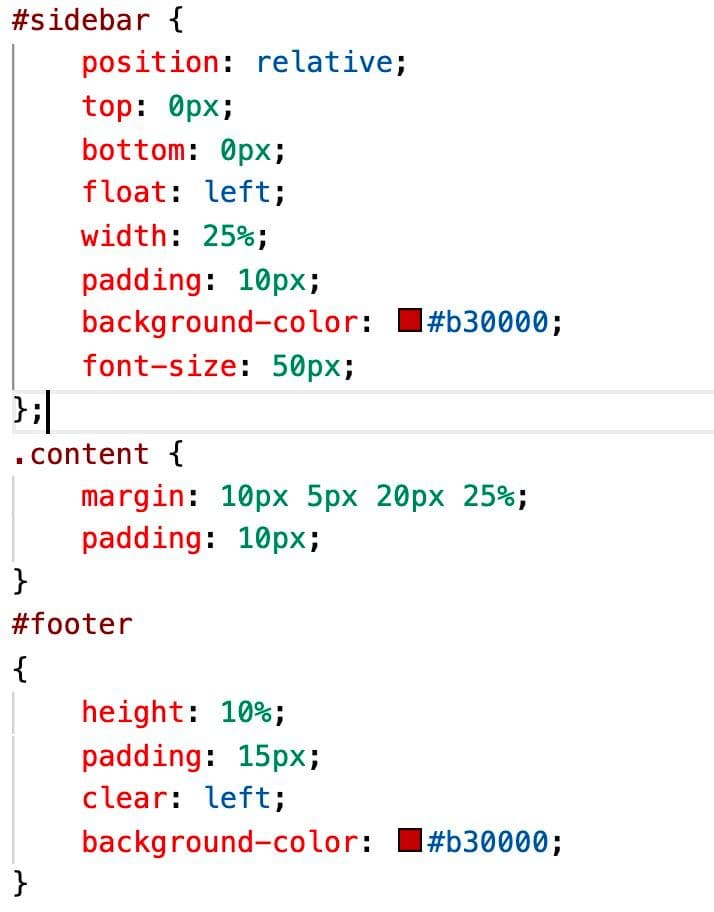 #sidebar {
    position: relative;
    top: 0px;
    bottom: 0px;
    float: left;
    width: 25%;
    padding: 10px;
    background-color: #b30000;
    font-size: 50px;
};
.content {
    margin: 10px 5px 20px 25%;
    padding: 10px;
}
#footer
{
    height: 10%;
    padding: 15px;
    clear: left;
    background-color: #b30000;
}